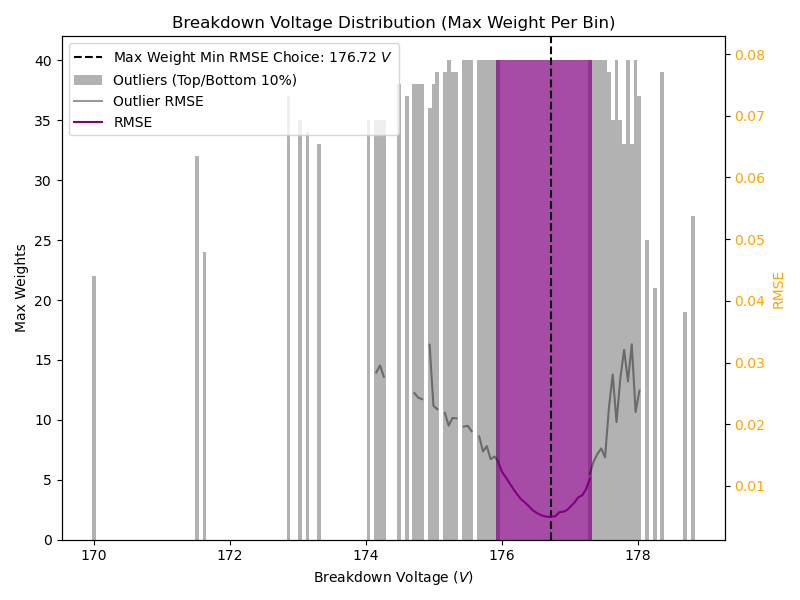 Breakdown Voltage Distribution (Max Weight Per Bin)
Max Weight Min RMSE Choice: 176.72 V
Outliers (Top/Bottom 10%)
Outlier RMSE
RMSE
40
35
30
25
20
15
10
5
0
Max Weights
0.08
0.07
0.06
0.05
0.04
0.03
0.02
0.01
RMSE
170
172
174
176
178
Breakdown Voltage (V)